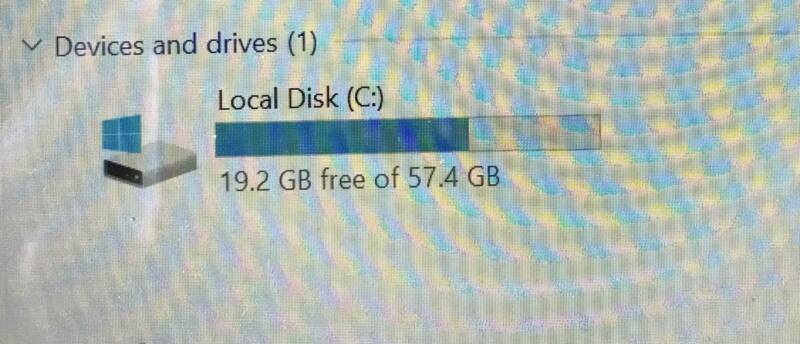 Devices and drives (1)
Local Disk (C:)
19.2 GB free of 57.4 GB